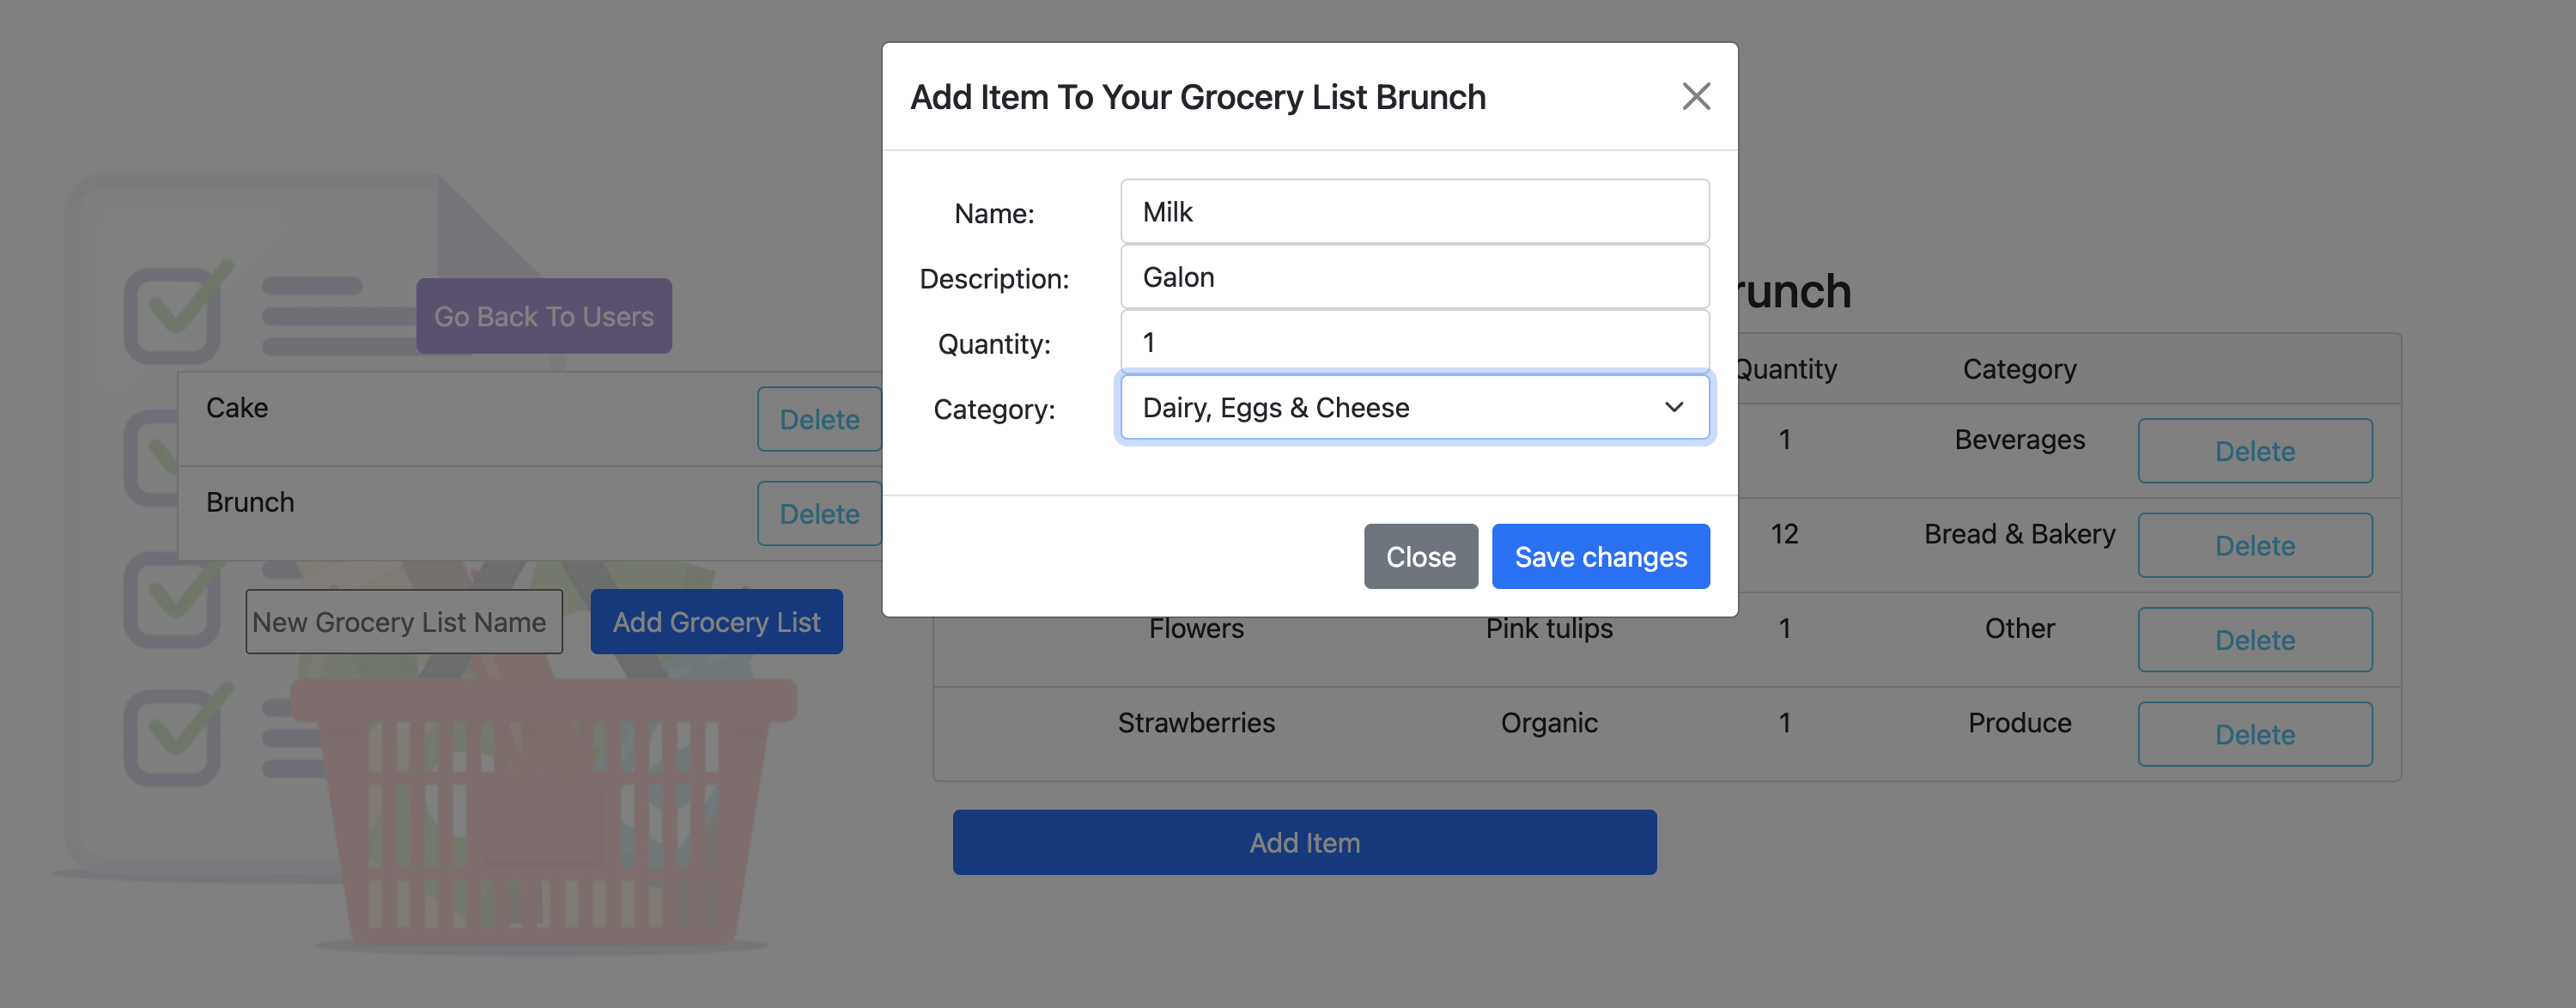 Add Item To Your Grocery List Brunch
Name:
Milk
Description:
Galon
Quantity:
1
Category:
Dairy, Eggs & Cheese
Close
Save changes
Go Back To Users
Cake
Delete
Brunch
Delete
New Grocery List Name
Add Grocery List
runch
Quantity
Category
1
Beverages
Delete
12
Bread & Bakery
Delete
Flowers
Pink tulips
1
Other
Delete
Strawberries
Organic
1
Produce
Delete
Add Item